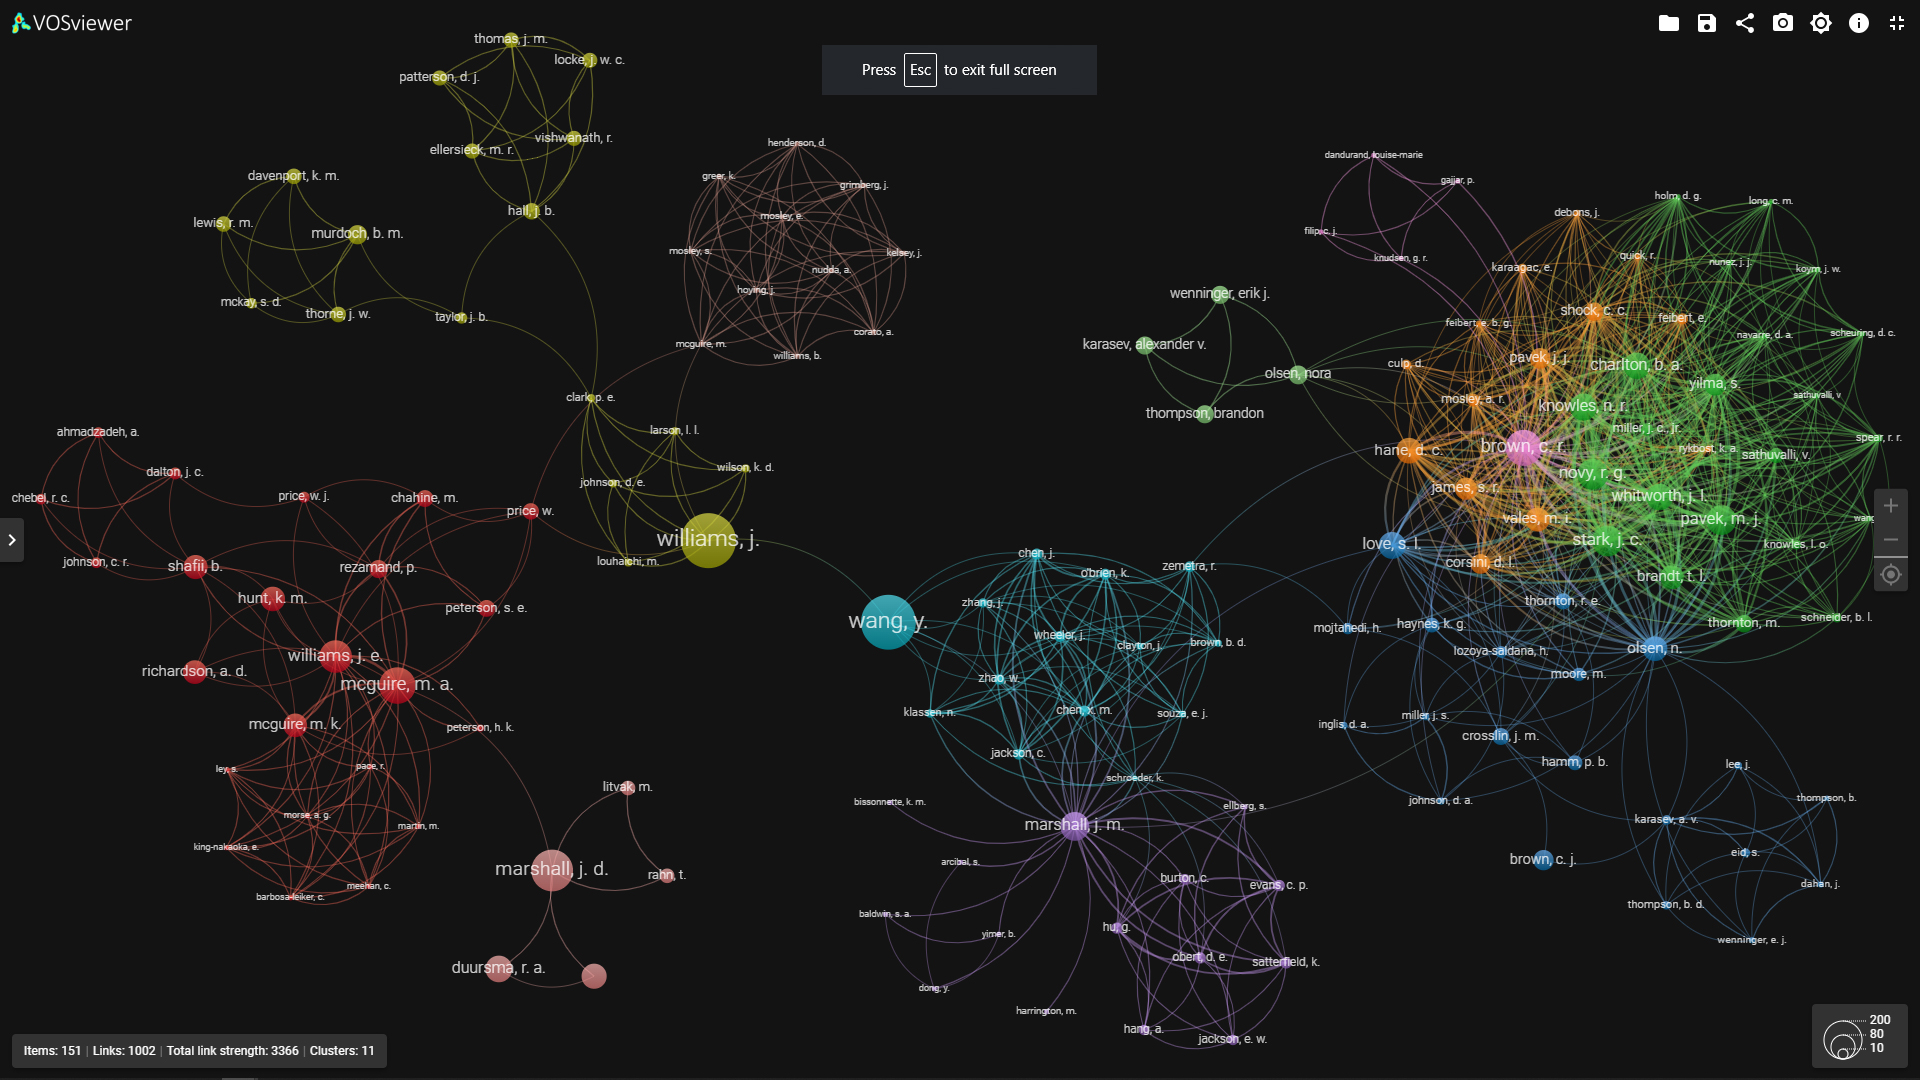 VOSviewer
Press Esc to exit full screen
thomas, j. m.
locke, j. w. c.
patterson, d. j.
vishwanath, r.
ellersieck, m. r.
hall, j. b.
davenport, k. m.
lewis, r. m.
murdoch, b. m.
mckay, s. d.
thorne, j. w.
taylor, j. b.
henderson, d.
greer, k.
grimberg, j.
mosley, e.
mosley, s.
kelsey, j.
nudda, a.
hoying, j.
corato, a.
mcguire, m.
williams, b.
clark, p. e.
larson, l. l.
wilson, k. d.
johnson, d. e.
williams, j.
louhaichi, m.
wenninger, erik j.
karasev, alexander v.
olsen, nora
thompson, brandon
dandurand, louise-marie
gajjar, p.
filip, c. j.
knudsen, g. r.
debons, j.
holm, d. g.
long, c. m.
karaagac, e.
quick, r.
nunez, j. j.
koym, j. w.
shock, c. c.
feibert, e.
feibert, e. b. g.
navarre, d. a.
scheuring, d. c.
culp, d.
pavek, j. j.
charlton, b. a.
yilma, s.
mosley, a. r.
knowles, n. r.
sathuvalli, v
miller, j. c., jr.
hane, d. c.
brown, c. r.
rykbost, k. a.
sathuvalli, v.
spear, r. r.
novy, r. g.
james, s. r.
whitworth, j. l.
vales, m. i.
pavek, m. j.
wang
love, s. l.
stark, j. c.
knowles, l. o.
corsini, d. l.
brandt, t. l.
thornton, r. e.
mojtahedi, h.
haynes, k. g.
thornton, m.
schneider, b. l.
lozoya-saldana, h.
olsen, n.
moore, m.
inglis, d. a.
miller, j. s.
crosslin, j. m.
hamm, p. b.
lee, j.
johnson, d. a.
thompson, b.
karasev, a. v.
brown, c. j.
eid, s.
dahan, j.
thompson, b. d.
wenninger, e. j.
ahmadzadeh, a.
dalton, j. c.
chebel, r. c.
price, w. j.
chahine, m.
price, w.
johnson, c. r.
shafii, b.
rezamand, p.
hunt, k. m.
peterson, s. e.
williams, j. e.
richardson, a. d.
mcguire, m. a.
mcguire, m. k.
peterson, h. k.
ley, s.
pace, r.
morse, a. g.
martin, m.
king-nakaoka, e.
meehan, c.
barbosa-leiker, c.
litvak, m.
marshall, j. d.
rahn, t.
duursma, r. a.
chen, j.
o'brien, k.
zemetra, r.
zhang, j.
wang, y.
wheeler, j.
clayton, j.
brown, b. d.
zhao, w.
klassen, n.
chen, x. m.
souza, e. j.
jackson, c.
schroeder, k.
bissonnette, k. m.
ellberg, s.
marshall, j. m.
arcibal, s.
burton, c.
evans, c. p.
baldwin, s. a.
hu, g.
yimer, b.
obert, d. e.
satterfield, k.
dong, y.
harrington, m.
hang, a.
jackson, e. w.
Items: 151 | Links: 1002 | Total link strength: 3366 | Clusters: 11
200
80
10